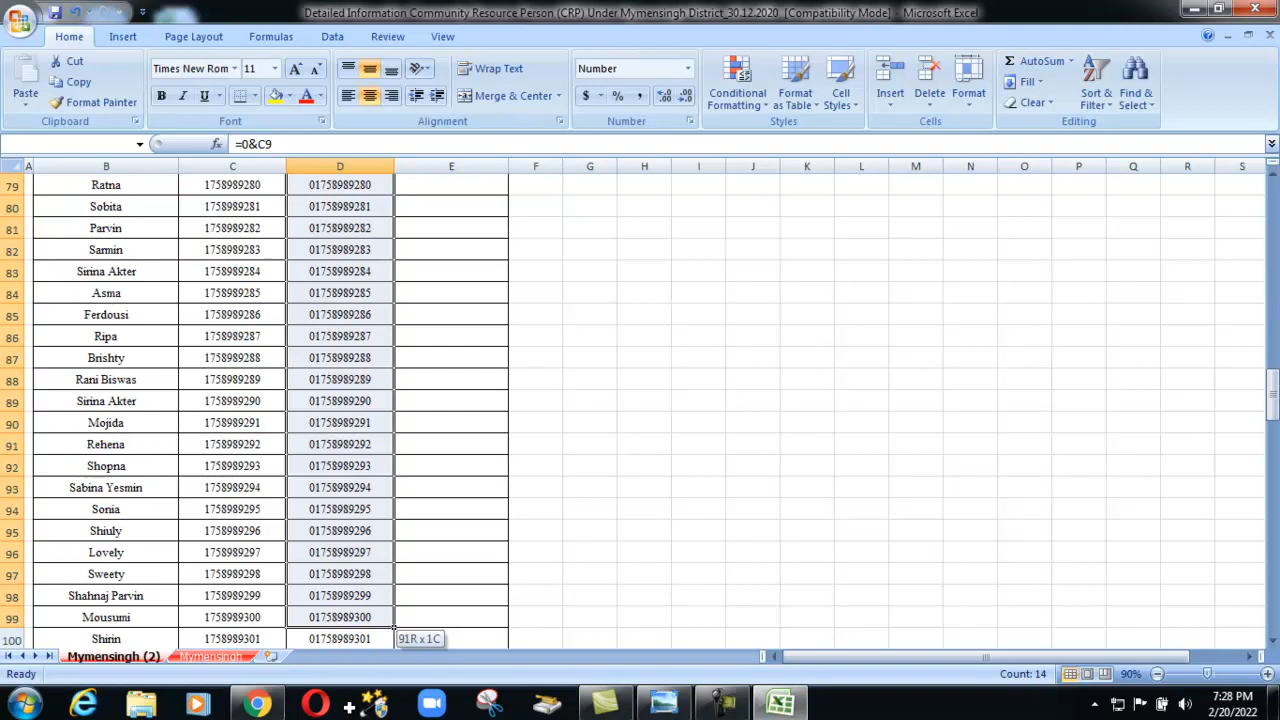 Detailed Information Community Resource Person (CRP) Under Mymensingh District_30.12.2020 [Compatibility Mode] - Microsoft Excel
Home Insert Page Layout Formulas Data Review View
Paste Cut Copy Format Painter Clipboard
Times New Rom 11 B I U A Font
Wrap Text Merge & Center Alignment
Number $ % , Number
Conditional Formatting Format as Table Cell Styles Styles
Insert Delete Format Cells
Σ AutoSum Fill Clear Sort & Filter Find & Select Editing
fx =0&C9
A B C D E F G H I J K L M N O P Q R S
79 Ratna 1758989280 01758989280
80 Sobita 1758989281 01758989281
81 Parvin 1758989282 01758989282
82 Sarmin 1758989283 01758989283
83 Sirina Akter 1758989284 01758989284
84 Asma 1758989285 01758989285
85 Ferdousi 1758989286 01758989286
86 Ripa 1758989287 01758989287
87 Brishty 1758989288 01758989288
88 Rani Biswas 1758989289 01758989289
89 Sirina Akter 1758989290 01758989290
90 Mojida 1758989291 01758989291
91 Rehena 1758989292 01758989292
92 Shopna 1758989293 01758989293
93 Sabina Yesmin 1758989294 01758989294
94 Sonia 1758989295 01758989295
95 Shiuly 1758989296 01758989296
96 Lovely 1758989297 01758989297
97 Sweety 1758989298 01758989298
98 Shahnaj Parvin 1758989299 01758989299
99 Mousumi 1758989300 01758989300
100 Shirin 1758989301 01758989301 91R x 1C
Mymensingh (2) Mymensingh
Ready Count: 14 90%
7:28 PM
2/20/2022